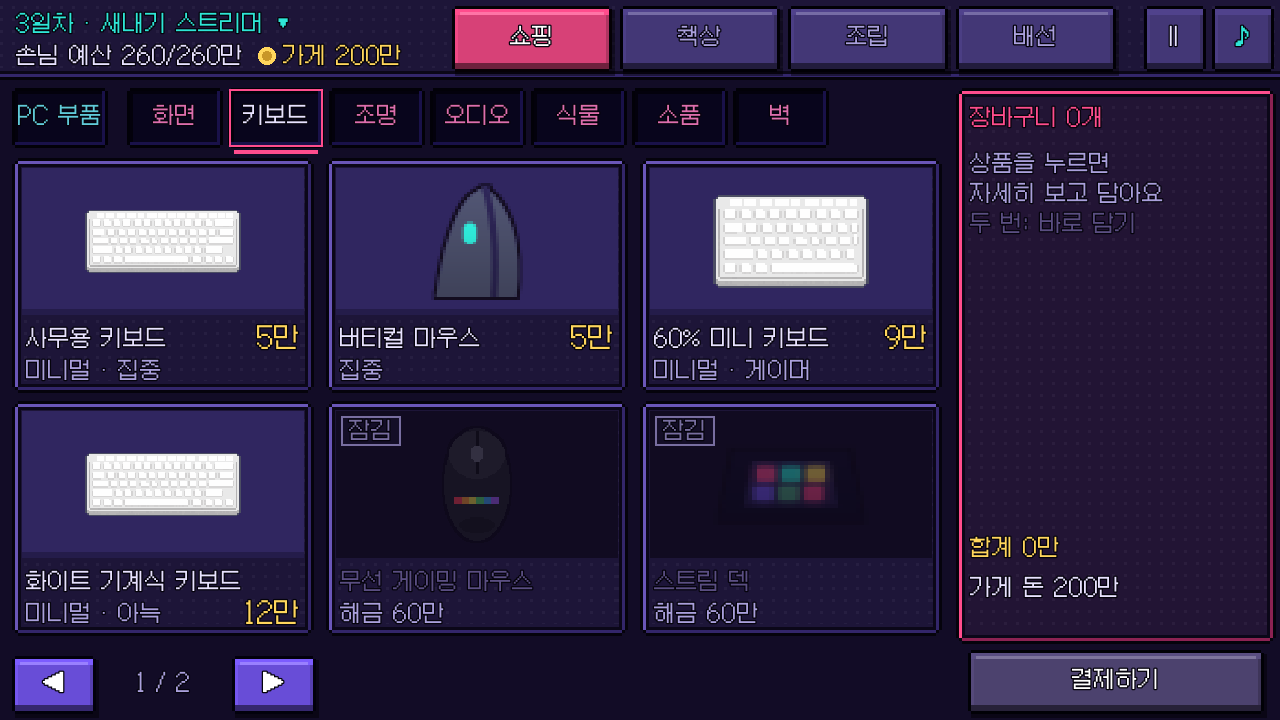 3일차 · 새내기 스트리머 ▼
손님 예산 260/260만 가게 200만
쇼핑
책상
조립
배선
PC 부품
화면
키보드
조명
오디오
식물
소품
벽
사무용 키보드 5만
미니멀 · 집중
버티컬 마우스 5만
집중
60% 미니 키보드 9만
미니멀 · 게이머
화이트 기계식 키보드
미니멀 · 아늑 12만
잠김
무선 게이밍 마우스
해금 60만
잠김
스트림 덱
해금 60만
1 / 2
장바구니 0개
상품을 누르면
자세히 보고 담아요
두 번: 바로 담기
합계 0만
가게 돈 200만
결제하기